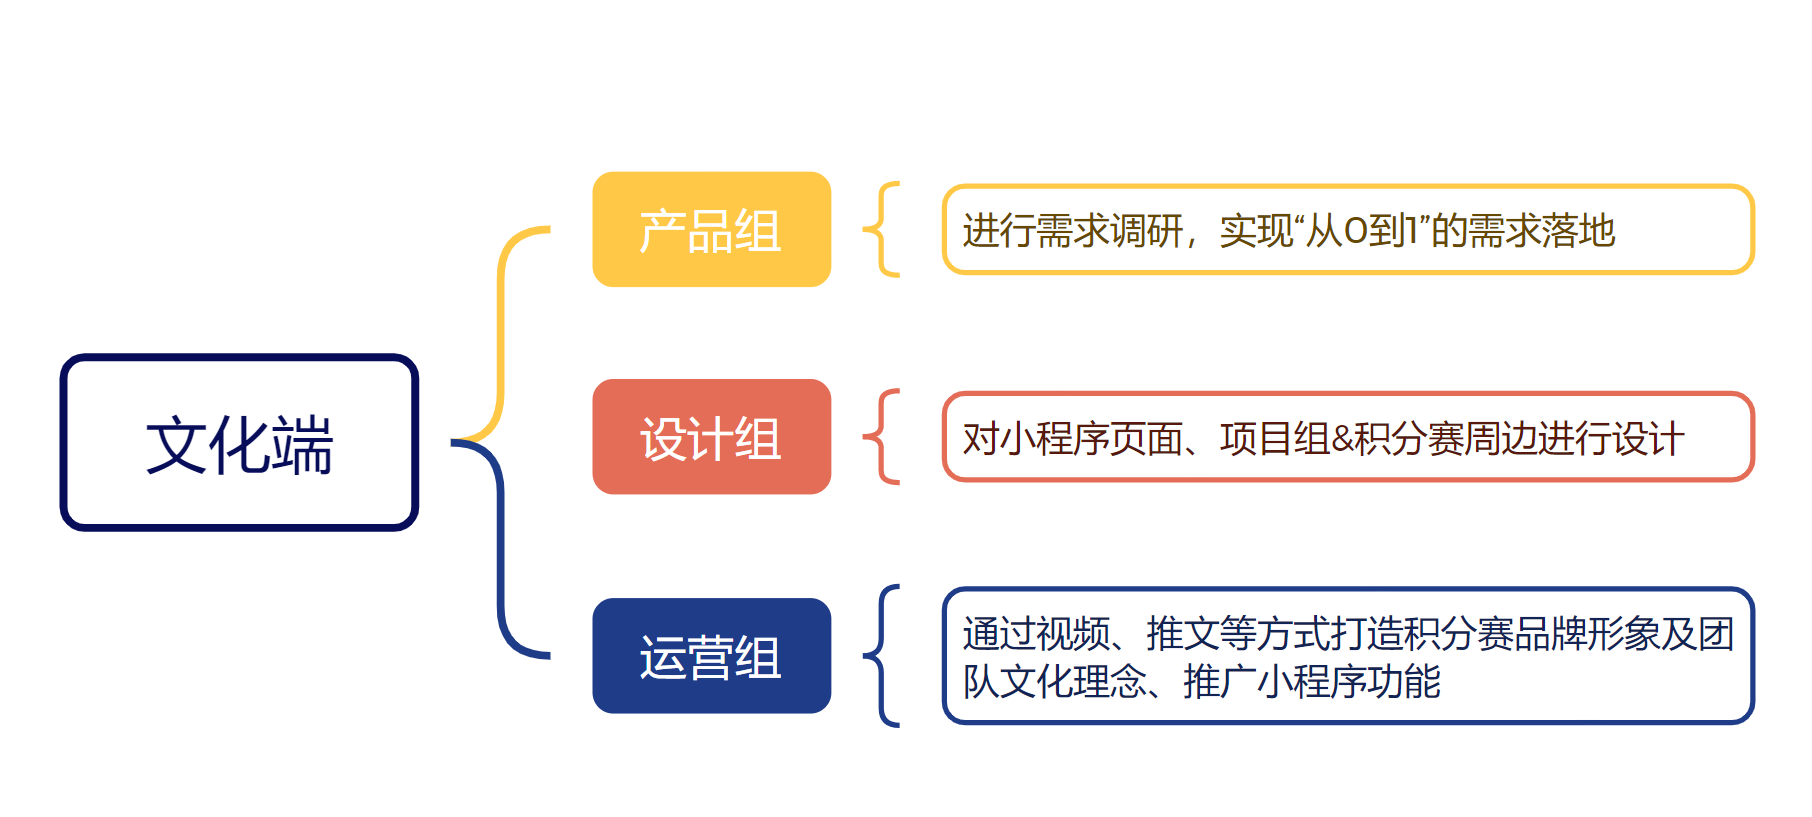 文化端
产品组
进行需求调研，实现“从0到1”的需求落地
设计组
对小程序页面、项目组&积分赛周边进行设计
运营组
通过视频、推文等方式打造积分赛品牌形象及团
队文化理念、推广小程序功能